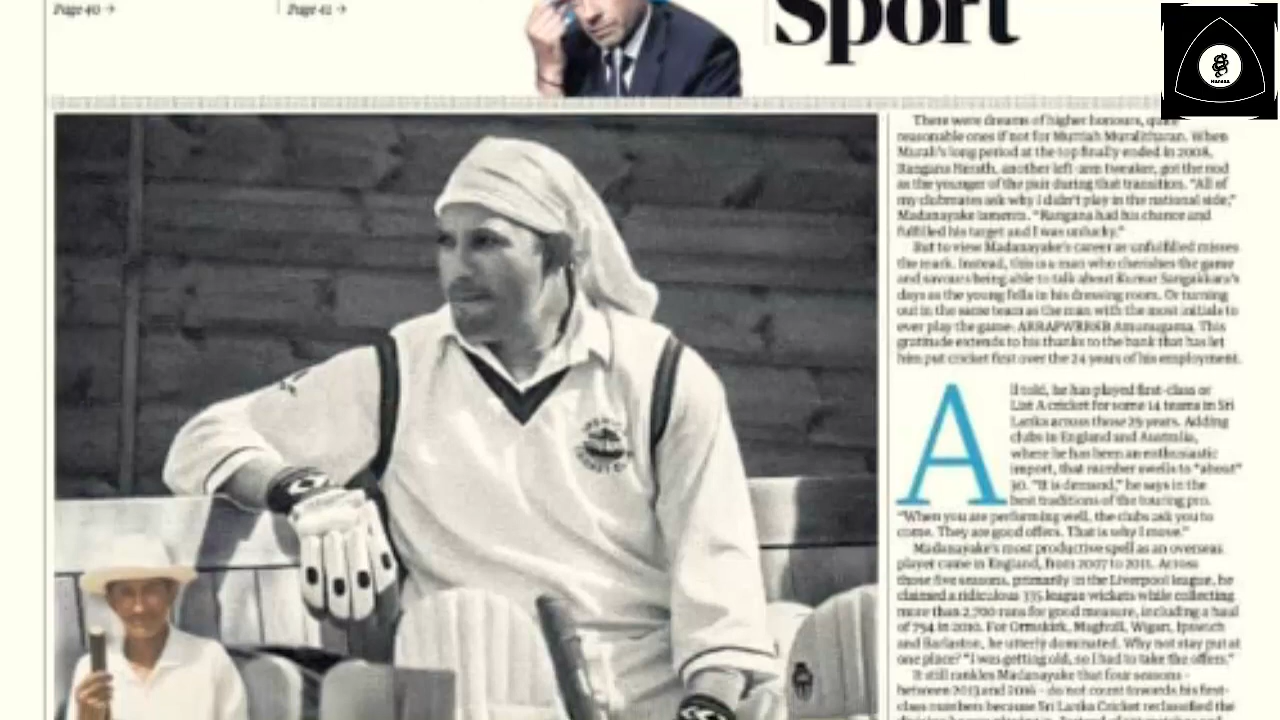 Page 40 →
Page 41 →
Sport
There were dreams of higher honours, quite
reasonable ones if not for Muttiah Muralitharan. When
Murali's long period at the top finally ended in 2008,
Rangana Herath, another left-arm tweaker, got the nod
as the younger of the pair during that transition. "All of
my clubmates ask why I didn't play in the national side,"
Madanayake laments. "Rangana had his chance and
fulfilled his target and I was unlucky."
But to view Madanayake's career as unfulfilled misses
the mark. Instead, this is a man who cherishes the game
and savours being able to talk about Kumar Sangakkara's
days as the young fella in his dressing room. Or turning
out in the same team as the man with the most initials to
ever play the game: ARRAPWRRKB Amunugama. This
gratitude extends to his thanks to the bank that has let
him put cricket first over the 24 years of his employment.
All told, he has played first-class or
List A cricket for some 14 teams in Sri
Lanka across those 29 years. Adding
clubs in England and Australia,
where he has been an enthusiastic
import, that number swells to "about"
30. "It is demand," he says in the
best traditions of the touring pro.
"When you are performing well, the clubs ask you to
come. They are good offers. That is why I move."
Madanayake's most productive spell as an overseas
player came in England, from 2007 to 2011. Across
those five seasons, primarily in the Liverpool league, he
claimed a ridiculous 335 league wickets while collecting
more than 2,700 runs for good measure, including a haul
of 794 in 2010. For Ormskirk, Maghull, Wigan, Ipswich
and Barlaston, he utterly dominated. Why not stay put at
one place? "I was getting old, so I had to take the offers."
It still rankles Madanayake that four seasons -
between 2013 and 2016 - do not count towards his first-
class numbers because Sri Lanka Cricket reclassified the